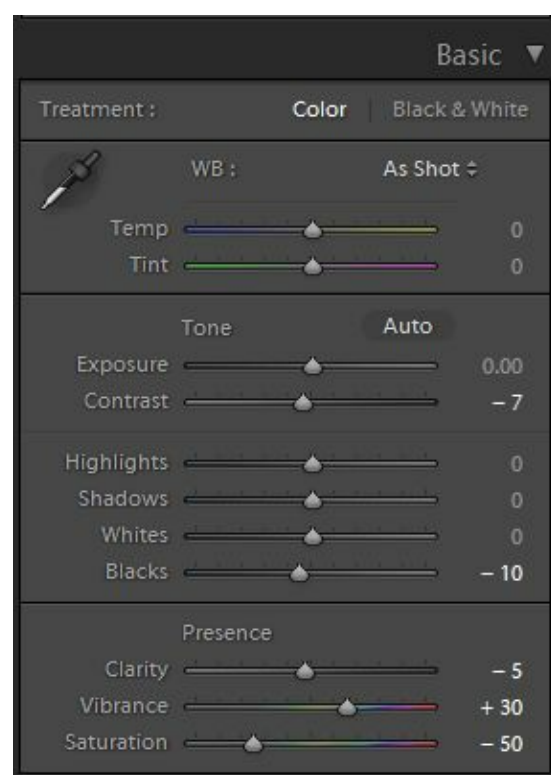 Basic ▼
Treatment : Color | Black & White
WB : As Shot
Temp 0
Tint 0
Tone Auto
Exposure 0.00
Contrast – 7
Highlights 0
Shadows 0
Whites 0
Blacks – 10
Presence
Clarity – 5
Vibrance + 30
Saturation – 50